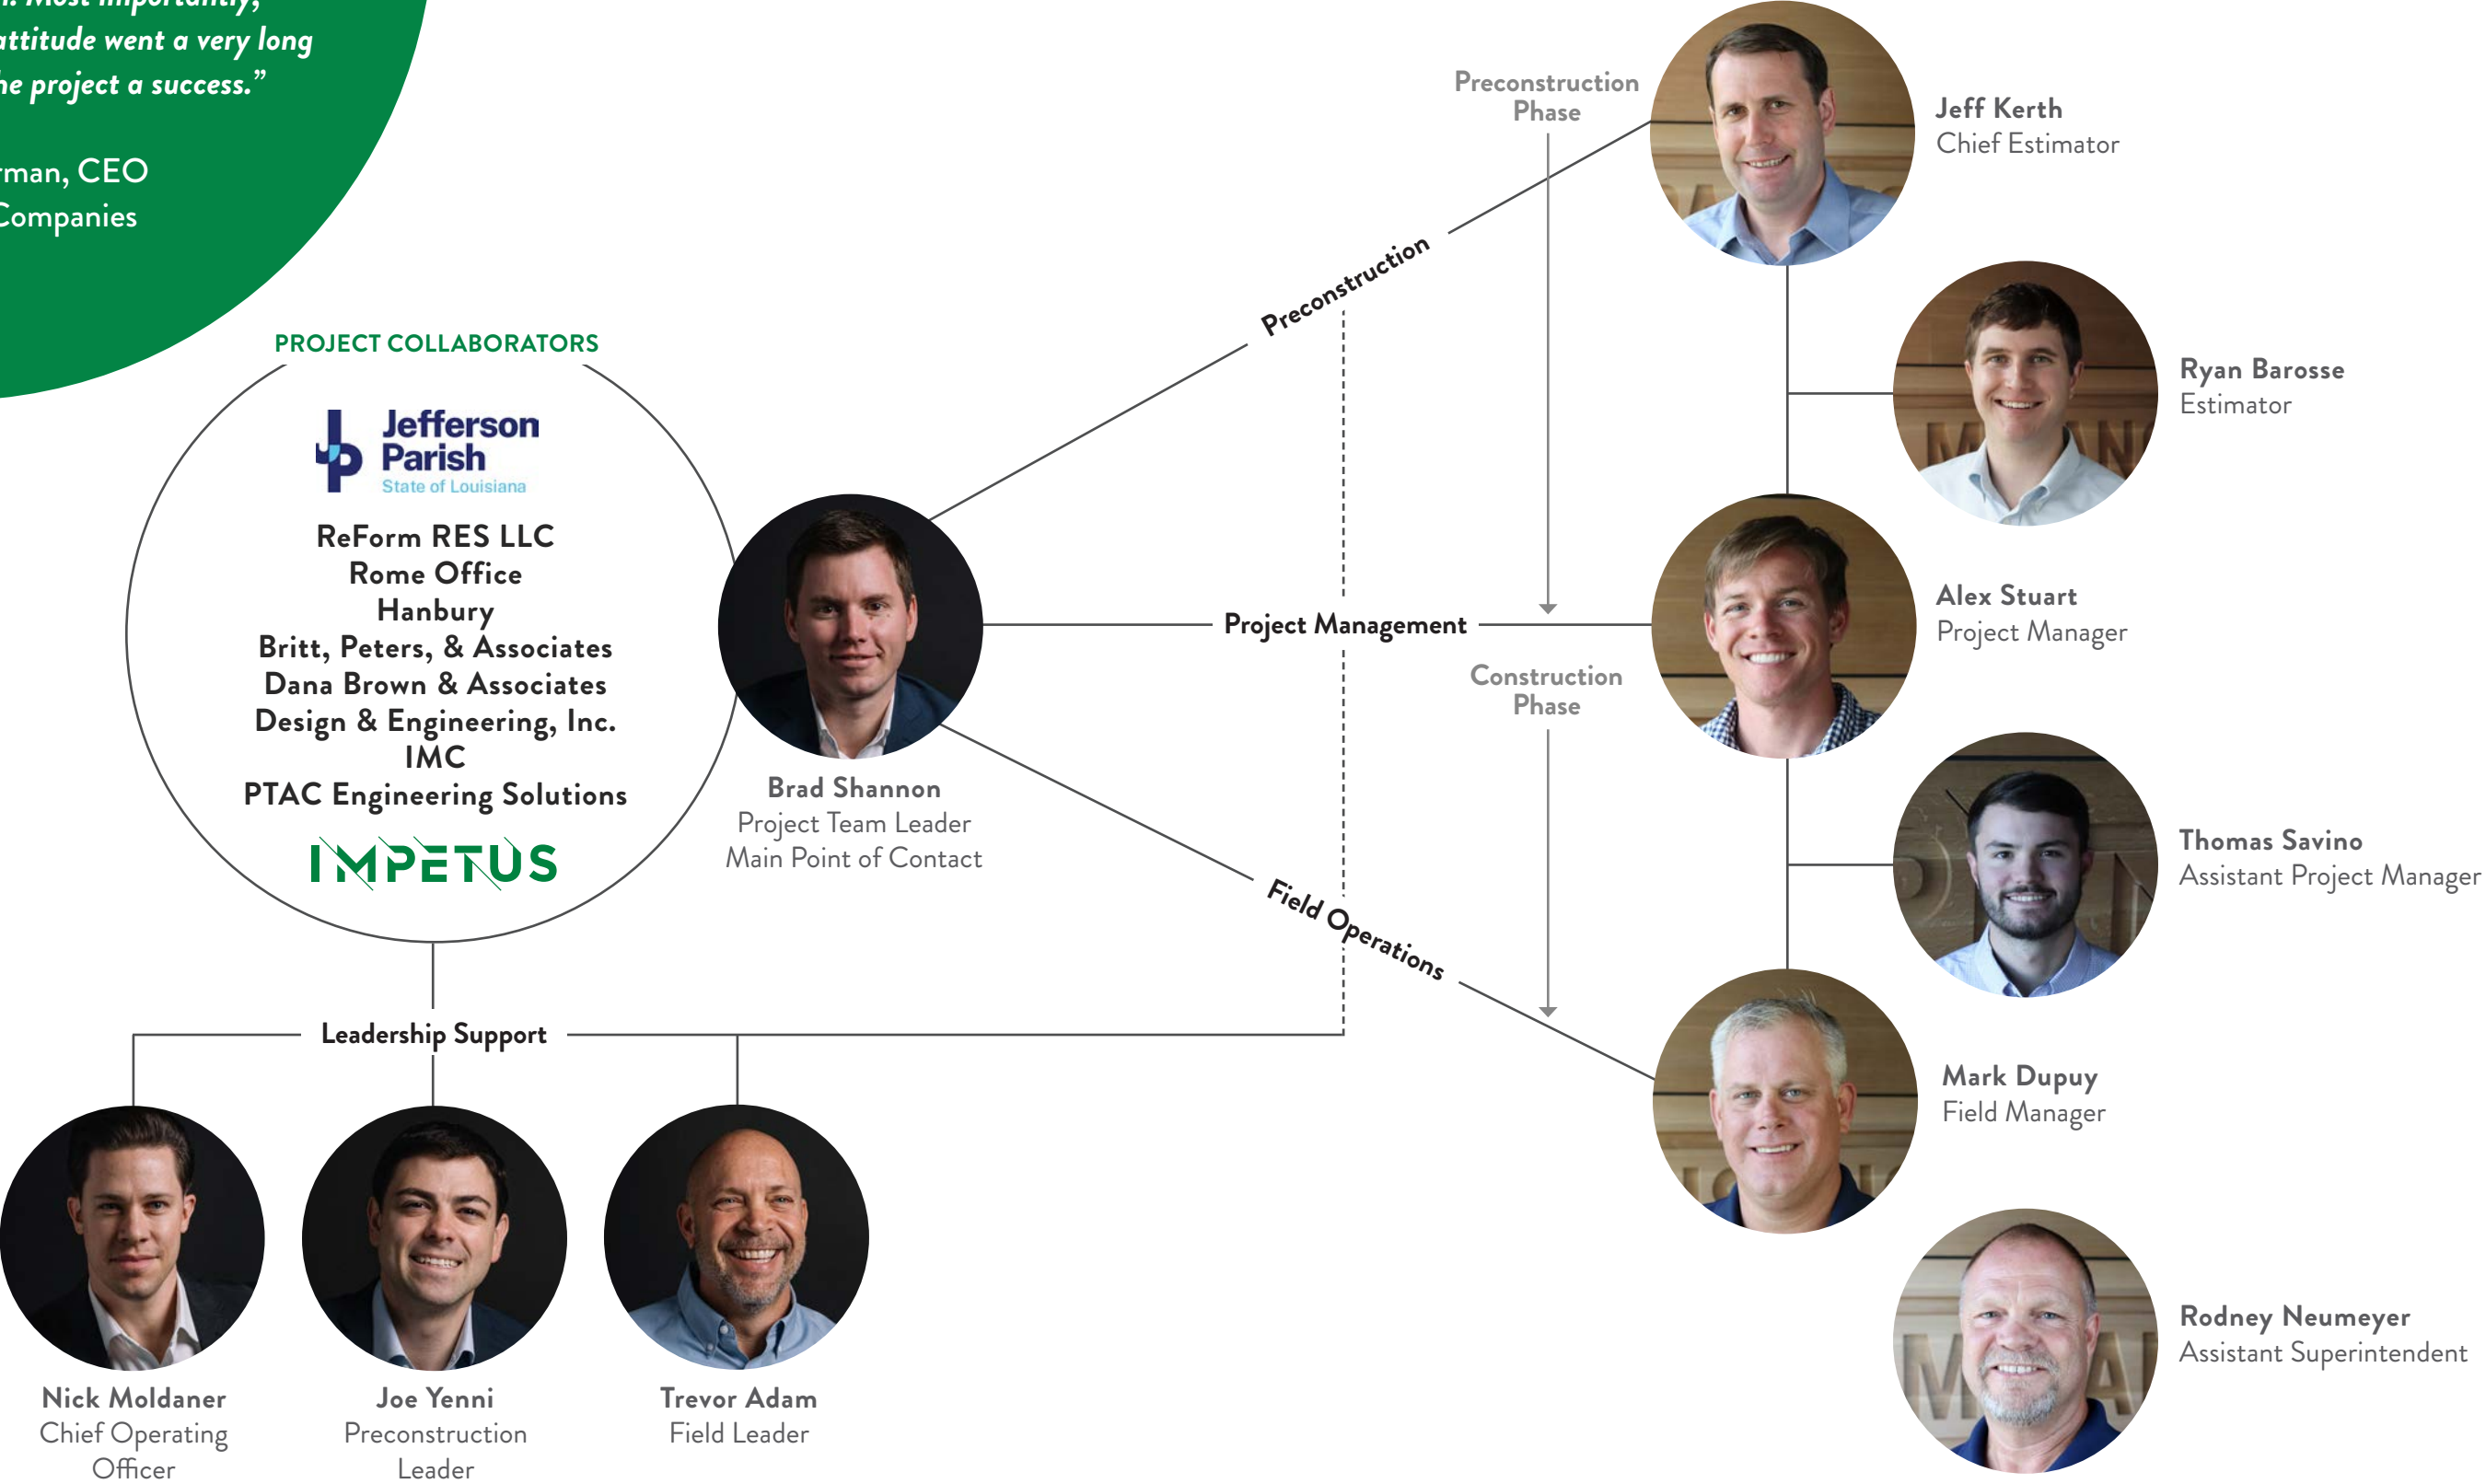 attitude went a very long
he project a success.”
CEO
Companies
Preconstruction
Phase
Jeff Kerth
Chief Estimator
Preconstruction
Ryan Barosse
Estimator
PROJECT COLLABORATORS
Jefferson
Parish
State of Louisiana
ReForm RES LLC
Rome Office
Hanbury
Britt, Peters, & Associates
Dana Brown & Associates
Design & Engineering, Inc.
IMC
PTAC Engineering Solutions
IMPETUS
Brad Shannon
Project Team Leader
Main Point of Contact
Project Management
Alex Stuart
Project Manager
Construction
Phase
Thomas Savino
Assistant Project Manager
Field Operations
Mark Dupuy
Field Manager
Leadership Support
Rodney Neumeyer
Assistant Superintendent
Nick Moldaner
Chief Operating
Officer
Joe Yenni
Preconstruction
Leader
Trevor Adam
Field Leader